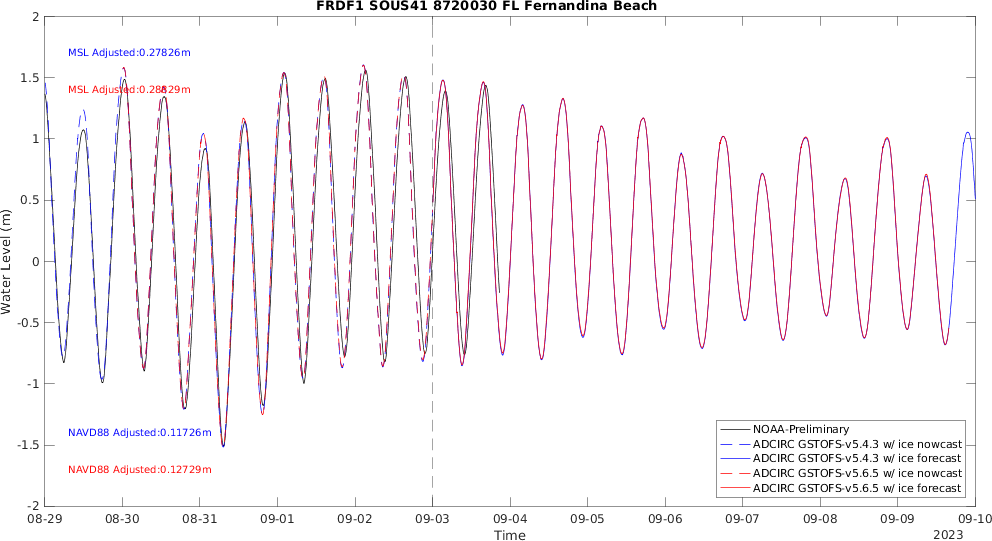 FRDF1 SOUS41 8720030 FL Fernandina Beach
2
1.5
1
0.5
0
-0.5
-1
-1.5
-2
Water Level (m)
MSL Adjusted:0.27826m
MSL Adjusted:0.28829m
NAVD88 Adjusted:0.11726m
NAVD88 Adjusted:0.12729m
NOAA-Preliminary
ADCIRC GSTOFS-v5.4.3 w/ ice nowcast
ADCIRC GSTOFS-v5.4.3 w/ ice forecast
ADCIRC GSTOFS-v5.6.5 w/ ice nowcast
ADCIRC GSTOFS-v5.6.5 w/ ice forecast
08-29 08-30 08-31 09-01 09-02 09-03 09-04 09-05 09-06 09-07 09-08 09-09 09-10
Time
2023